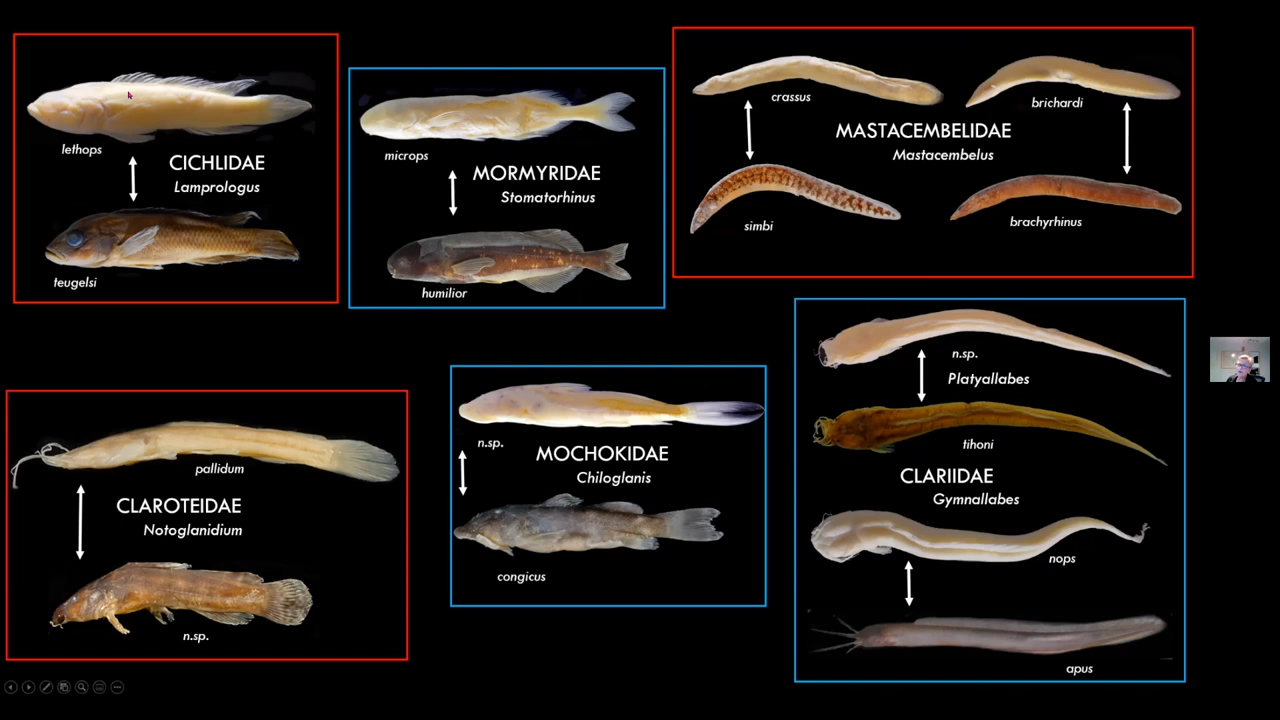 lethops
CICHLIDAE
Lamprologus
teugelsi
microps
MORMYRIDAE
Stomatorhinus
humilior
crassus
brichardi
MASTACEMBELIDAE
Mastacembelus
simbi
brachyrhinus
pallidum
CLAROTEIDAE
Notoglanidium
n.sp.
n.sp.
MOCHOKIDAE
Chiloglanis
congicus
n.sp.
Platyallabes
tihoni
CLARIIDAE
Gymnallabes
nops
apus